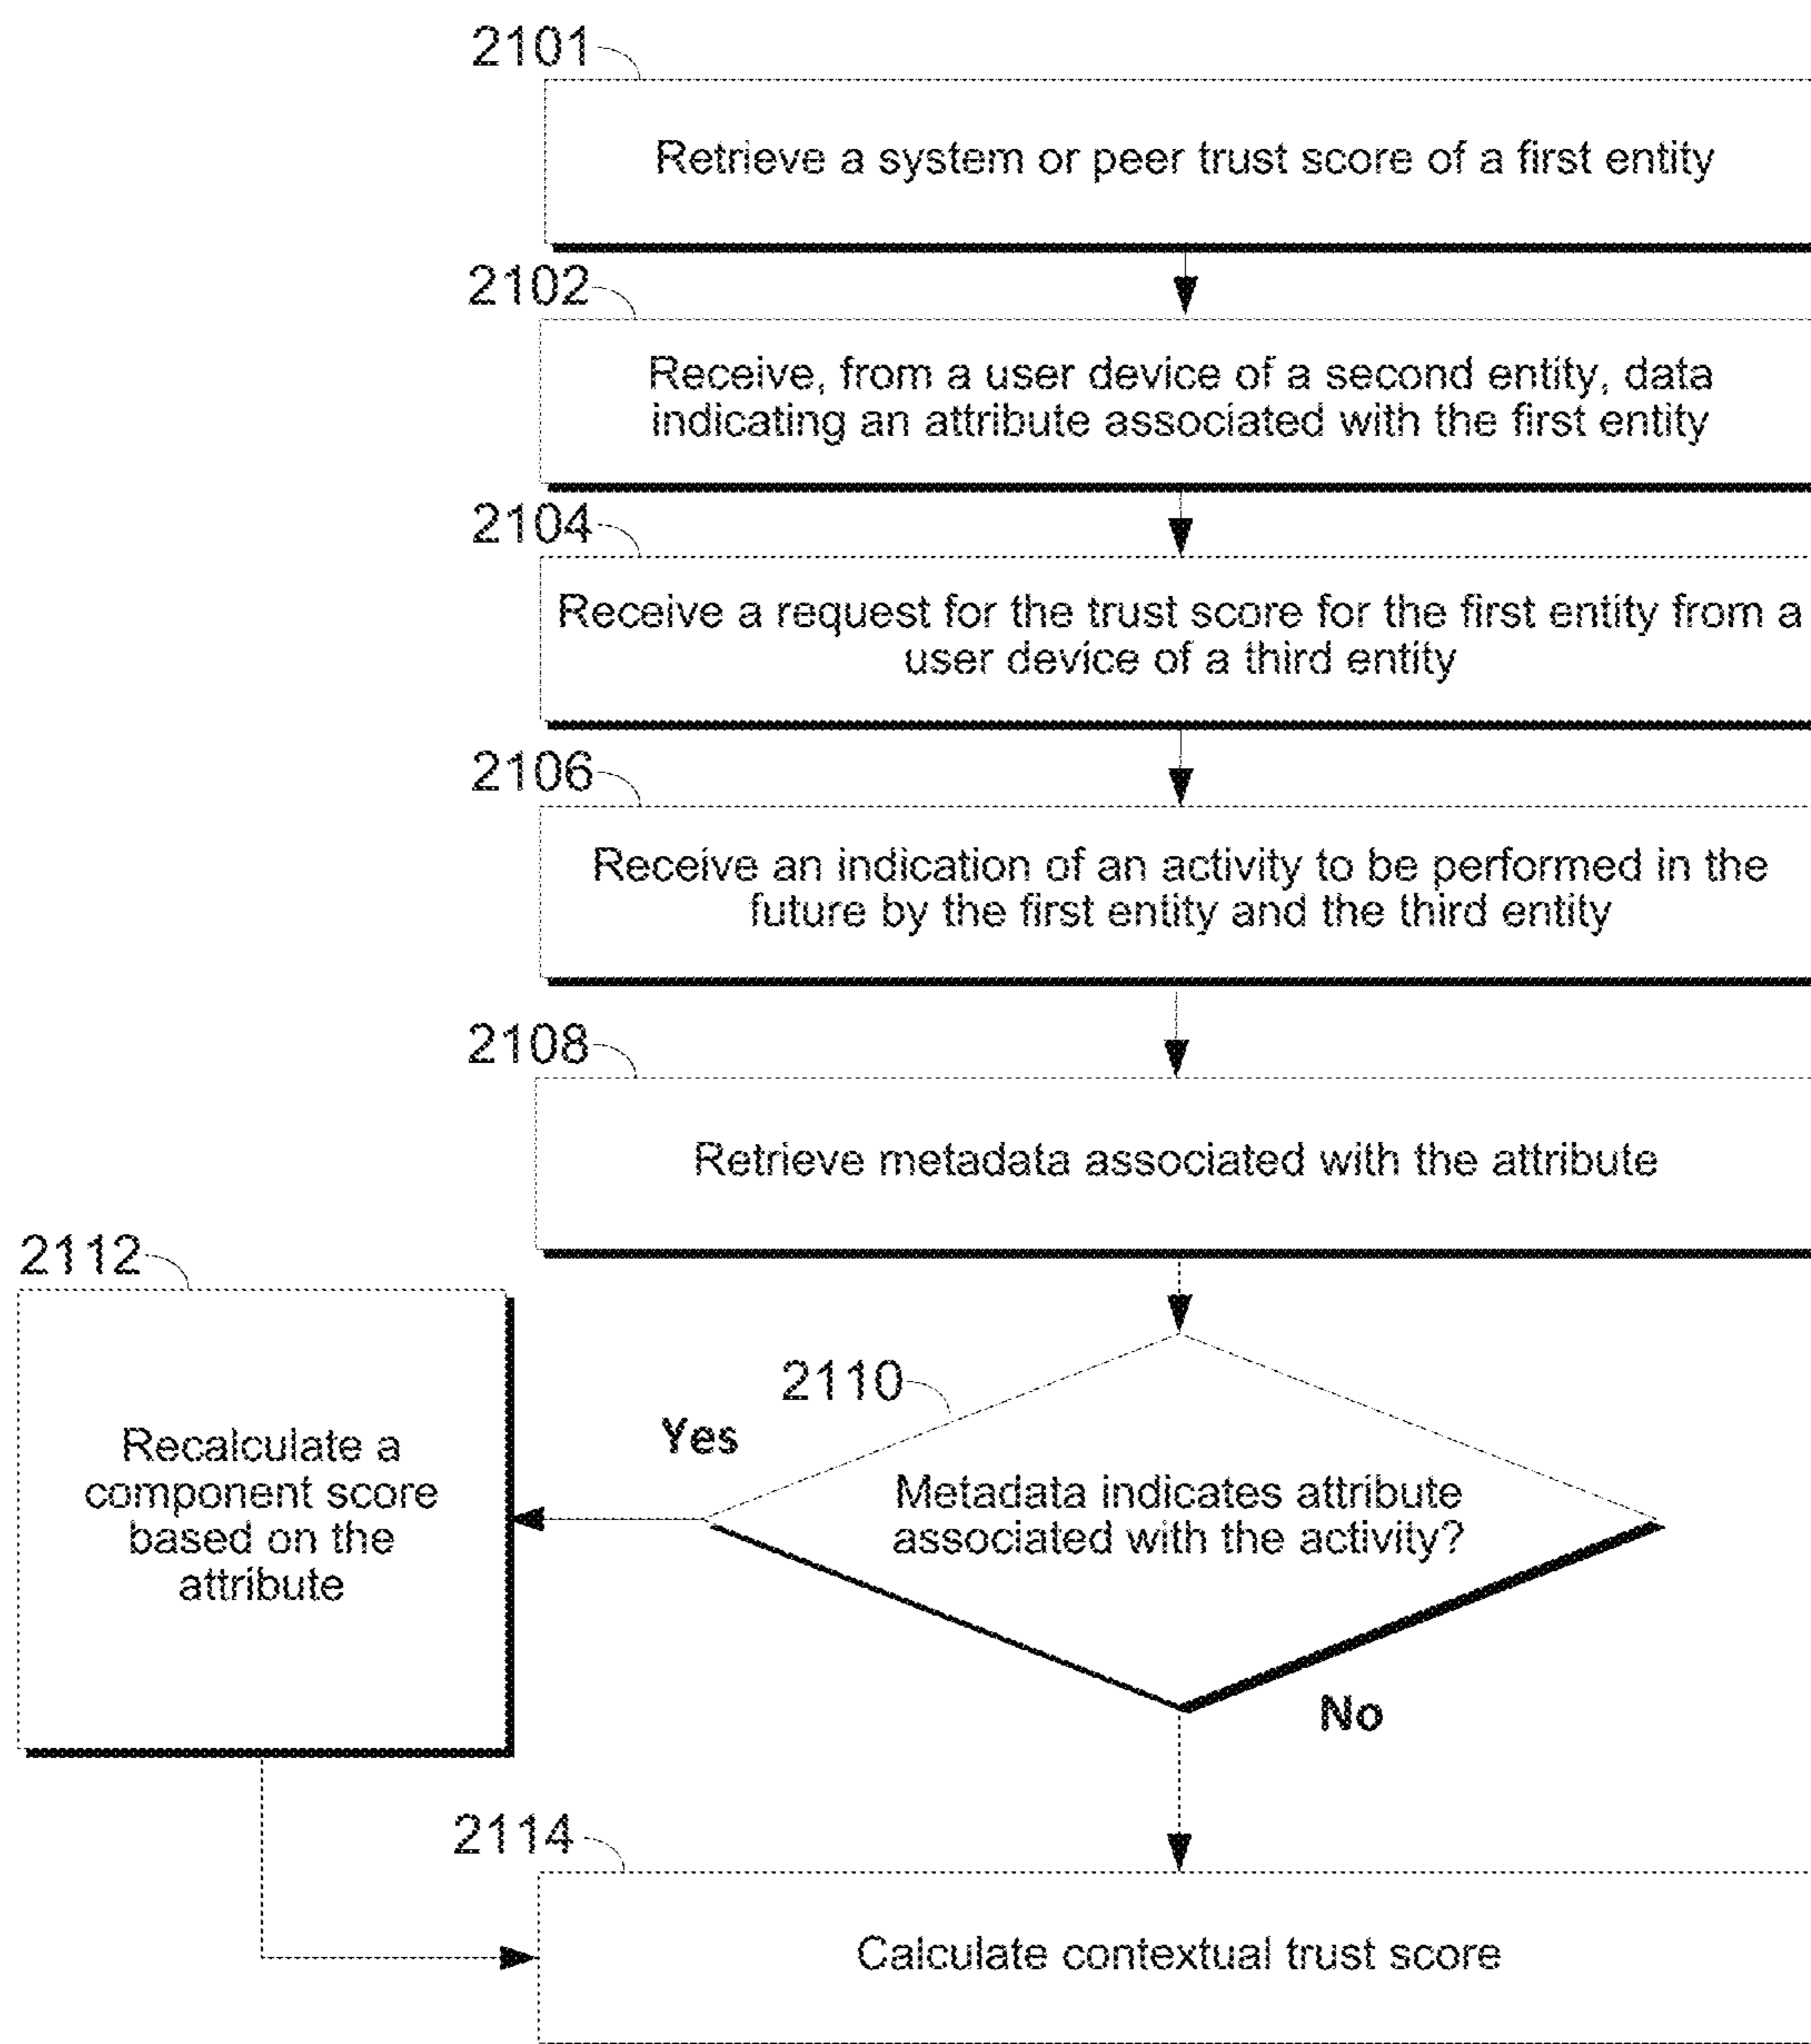 2101
Retrieve a system or peer trust score of a first entity
2102
Receive, from a user device of a second entity, data
indicating an attribute associated with the first entity
2104
Receive a request for the trust score for the first entity from a
user device of a third entity
2106
Receive an indication of an activity to be performed in the
future by the first entity and the third entity
2108
Retrieve metadata associated with the attribute
2110
Metadata indicates attribute
associated with the activity?
Yes
2112
Recalculate a
component score
based on the
attribute
No
2114
Calculate contextual trust score